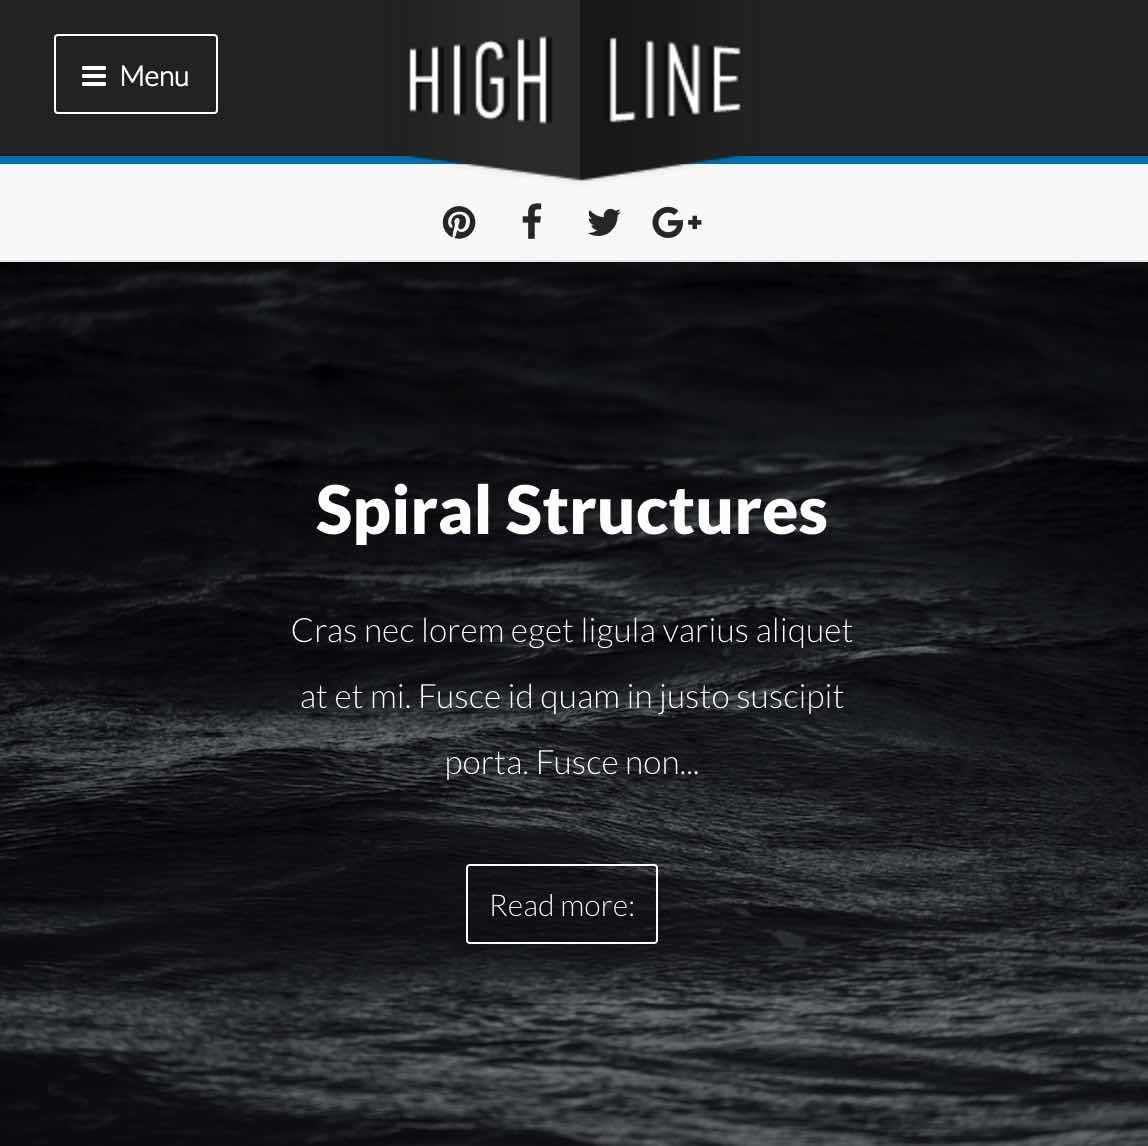 Menu
HIGH LINE
Spiral Structures
Cras nec lorem eget ligula varius aliquet
at et mi. Fusce id quam in justo suscipit
porta. Fusce non...
Read more: